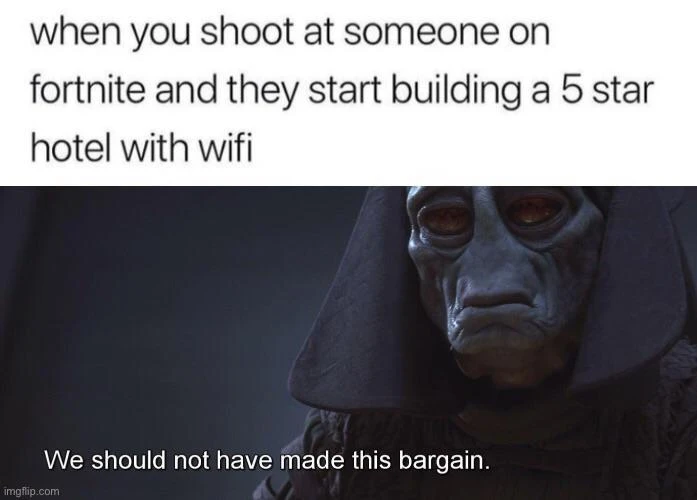 when you shoot at someone on
fortnite and they start building a 5 star
hotel with wifi
We should not have made this bargain.
imgflip.com